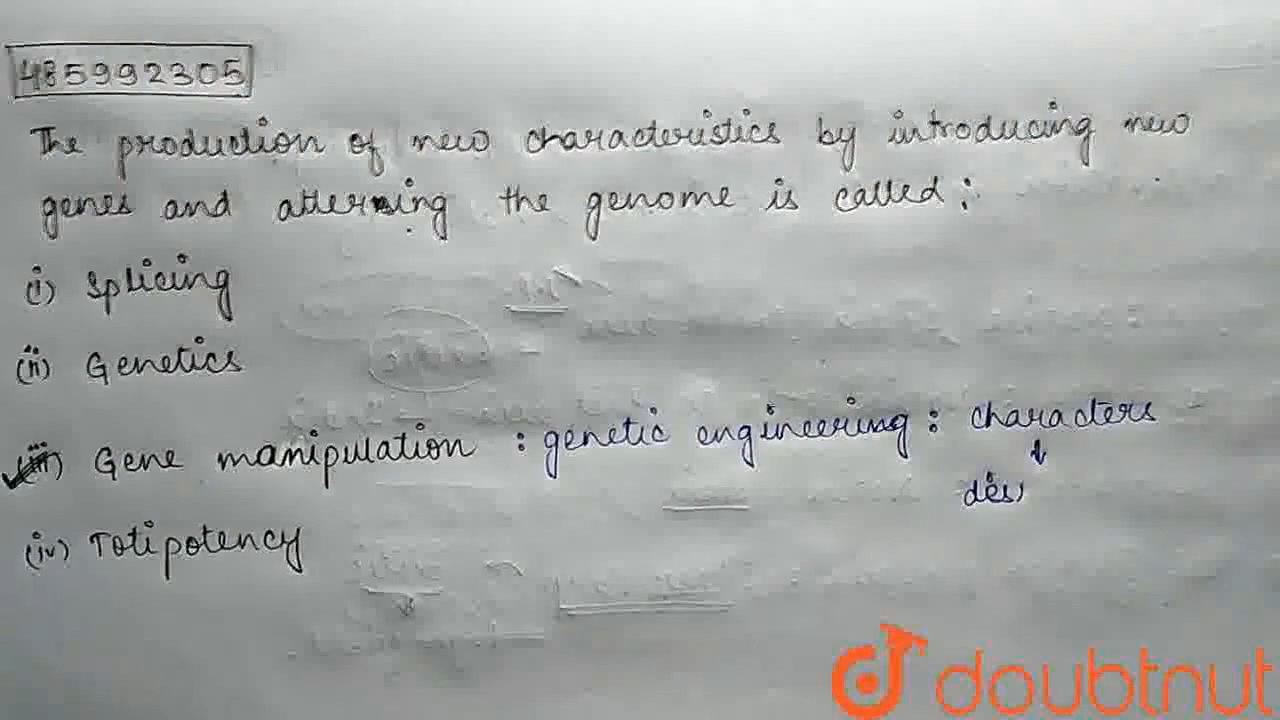 485992305
The production of new characteristics by introducing new
genes and altering the genome is called :
(i) Splicing
(ii) Genetics
(iii) Gene manipulation : genetic engineering : characters
des
(iv) Totipotency
doubtnut